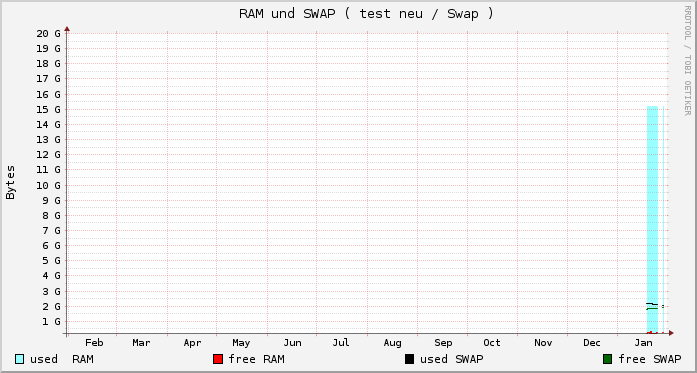 RAM und SWAP ( test neu / Swap )
RRDTOOL / TOBI OETIKER
Bytes
20 G
19 G
18 G
17 G
16 G
15 G
14 G
13 G
12 G
11 G
10 G
9 G
8 G
7 G
6 G
5 G
4 G
3 G
2 G
1 G
Feb Mar Apr May Jun Jul Aug Sep Oct Nov Dec Jan
used RAM free RAM used SWAP free SWAP